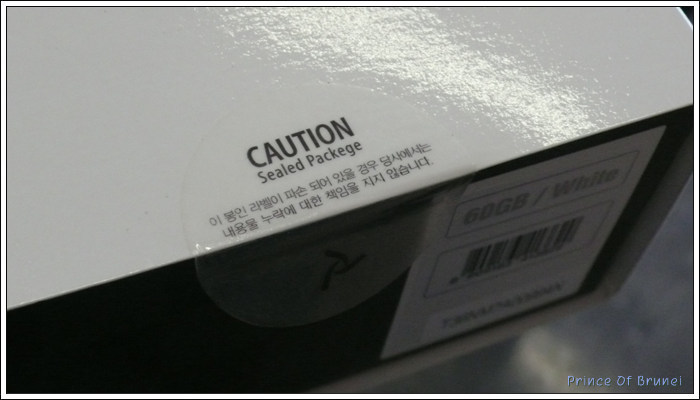 CAUTION
Sealed Packege
이 봉인 라벨이 파손 되어 있을 경우 당사에서는
내용물 누락에 대한 책임을 지지 않습니다.
60GB / White
Prince Of Brunei